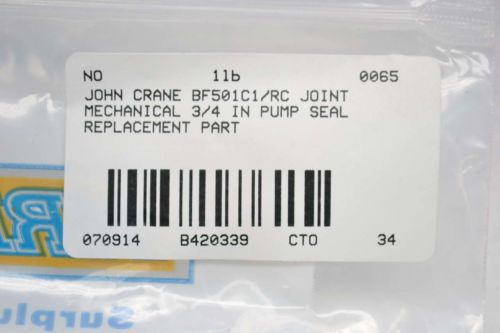 NO 1lb 0065
JOHN CRANE BF501C1/RC JOINT
MECHANICAL 3/4 IN PUMP SEAL
REPLACEMENT PART
070914 B420339 CTO 34
Surplu